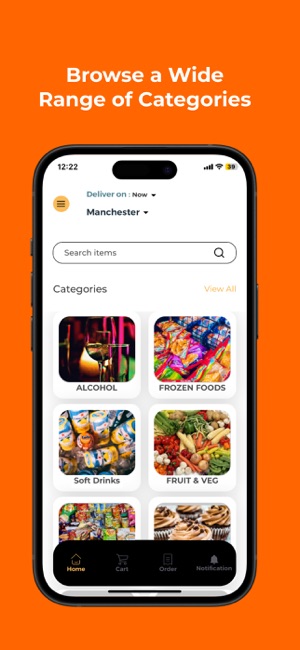 Browse a Wide
Range of Categories
12:22
39
Deliver on : Now
Manchester
Search items
Categories
View All
ALCOHOL
FROZEN FOODS
Soft Drinks
FRUIT & VEG
Home
Cart
Order
Notification